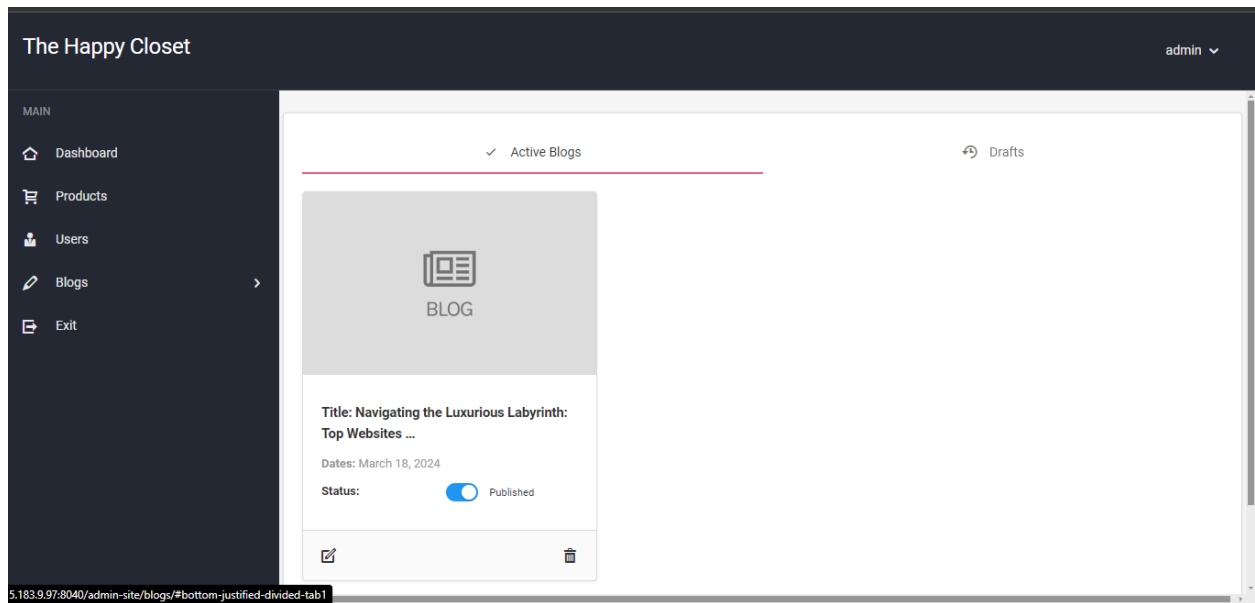 The Happy Closet
admin
MAIN
Dashboard
Products
Users
Blogs
Exit
Active Blogs
Drafts
BLOG
Title: Navigating the Luxurious Labyrinth:
Top Websites ...
Dates: March 18, 2024
Status: Published
5.183.9.97:8040/admin-site/blogs/#bottom-justified-divided-tab1